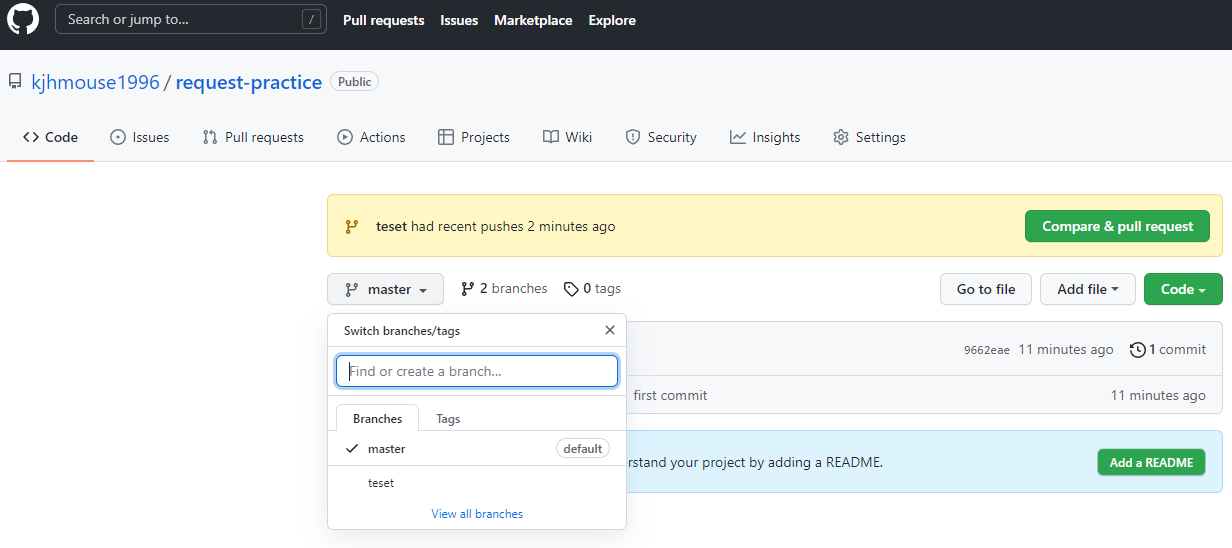 Search or jump to... /
Pull requests Issues Marketplace Explore
kjhmouse1996 / request-practice Public
Code Issues Pull requests Actions Projects Wiki Security Insights Settings
teset had recent pushes 2 minutes ago Compare & pull request
master 2 branches 0 tags Go to file Add file Code
Switch branches/tags
9662eae 11 minutes ago 1 commit
Find or create a branch...
first commit 11 minutes ago
Branches Tags
master default
your project by adding a README. Add a README
teset
View all branches